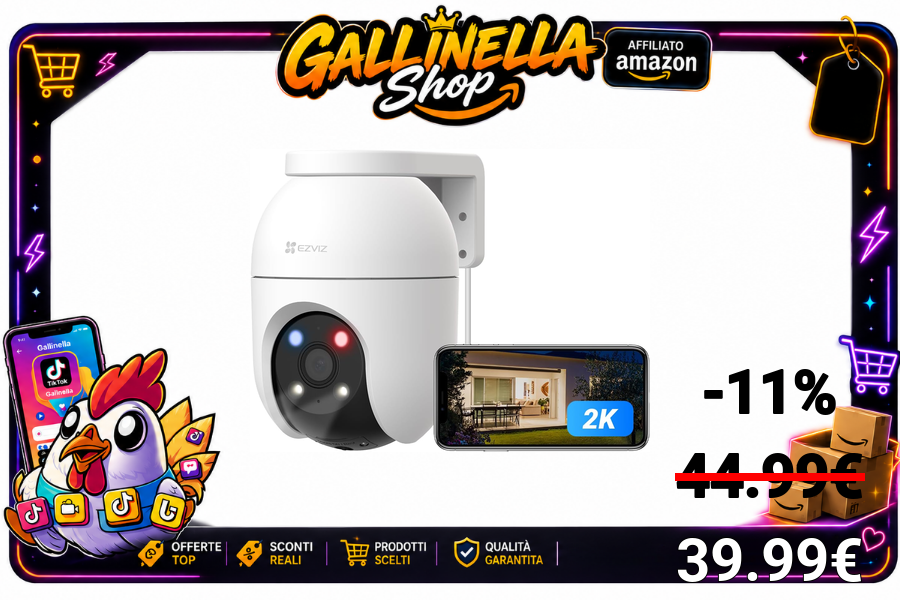 GALLINELLA
Shop
AFFILIATO
amazon
EZVIZ
2K
Gallinella
TikTok
Gallinella
-11%
44.99€
39.99€
OFFERTE
TOP
SCONTI
REALI
PRODOTTI
SCELTI
QUALITÀ
GARANTITA